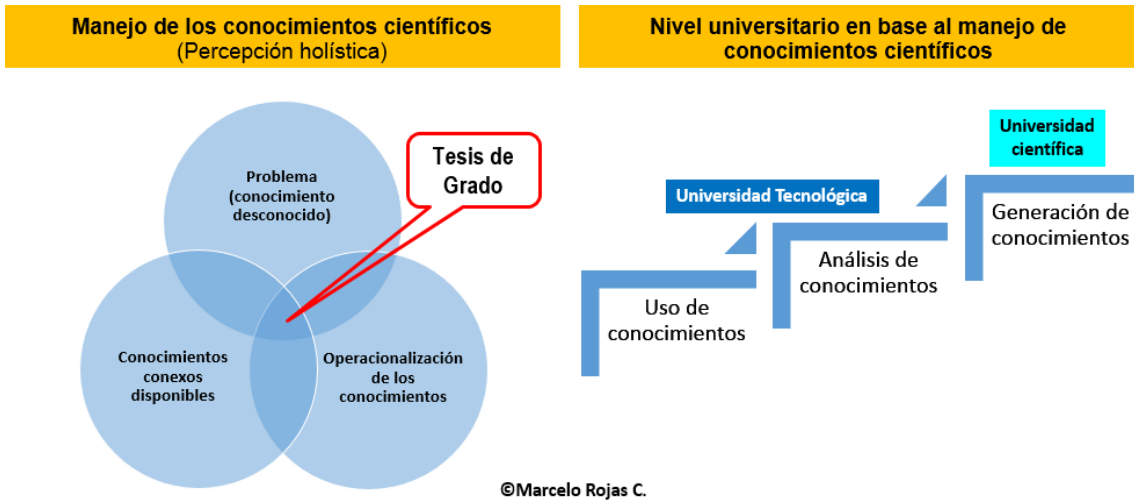 Manejo de los conocimientos científicos
(Percepción holística)
Problema
(conocimiento
desconocido)
Tesis de
Grado
Conocimientos
conexos
disponibles
Operacionalización
de los
conocimientos
Nivel universitario en base al manejo de
conocimientos científicos
Universidad
científica
Universidad Tecnológica
Generación de
conocimientos
Análisis de
conocimientos
Uso de
conocimientos
©Marcelo Rojas C.